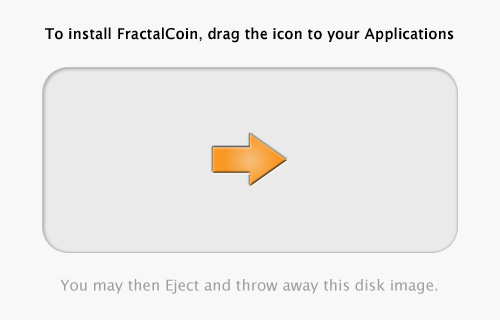 To install FractalCoin, drag the icon to your Applications
You may then Eject and throw away this disk image.